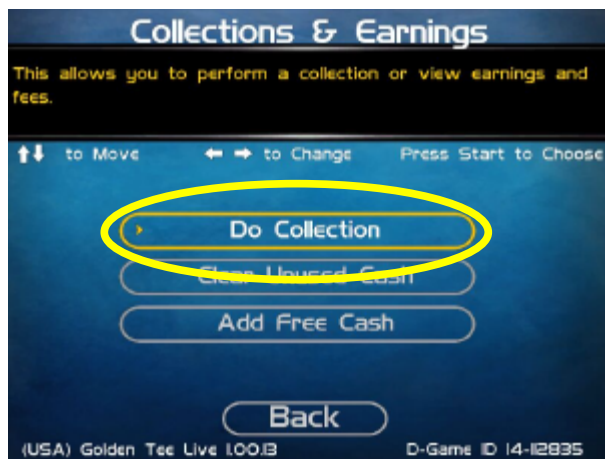 Collections & Earnings
This allows you to perform a collection or view earnings and
fees.
to Move to Change Press Start to Choose
Do Collection
Clear Unused Cash
Add Free Cash
Back
(USA) Golden Tee Live 1.00.13 D-Game ID 14-112835